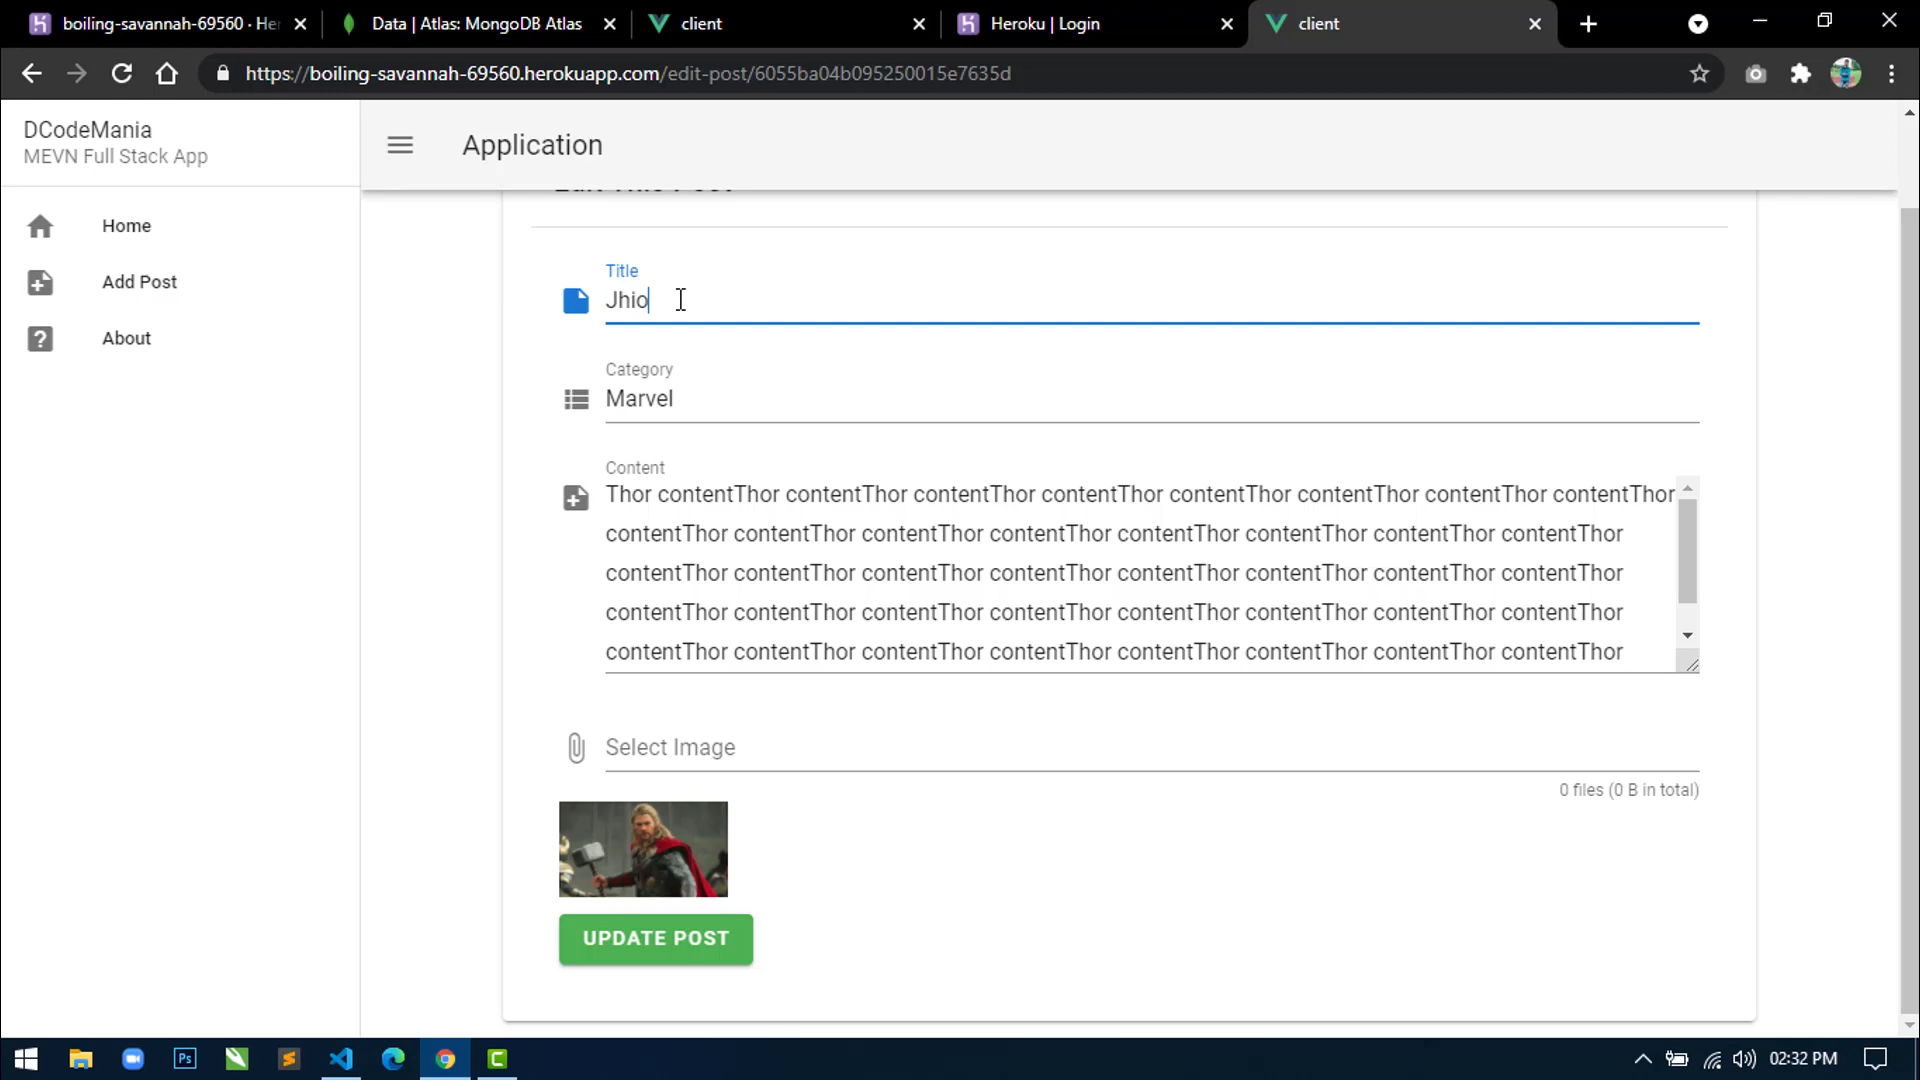 boiling-savannah-69560 · He
Data | Atlas: MongoDB Atlas
client
Heroku | Login
client
https://boiling-savannah-69560.herokuapp.com/edit-post/6055ba04b095250015e7635d
DCodeMania
MEVN Full Stack App
Application
Home
Add Post
About
Edit This Post
Title
Jhio
Category
Marvel
Content
Thor contentThor contentThor contentThor contentThor contentThor contentThor contentThor contentThor
contentThor contentThor contentThor contentThor contentThor contentThor contentThor contentThor
contentThor contentThor contentThor contentThor contentThor contentThor contentThor contentThor
contentThor contentThor contentThor contentThor contentThor contentThor contentThor contentThor
contentThor contentThor contentThor contentThor contentThor contentThor contentThor contentThor
Select Image
0 files (0 B in total)
UPDATE POST
Ps
02:32 PM